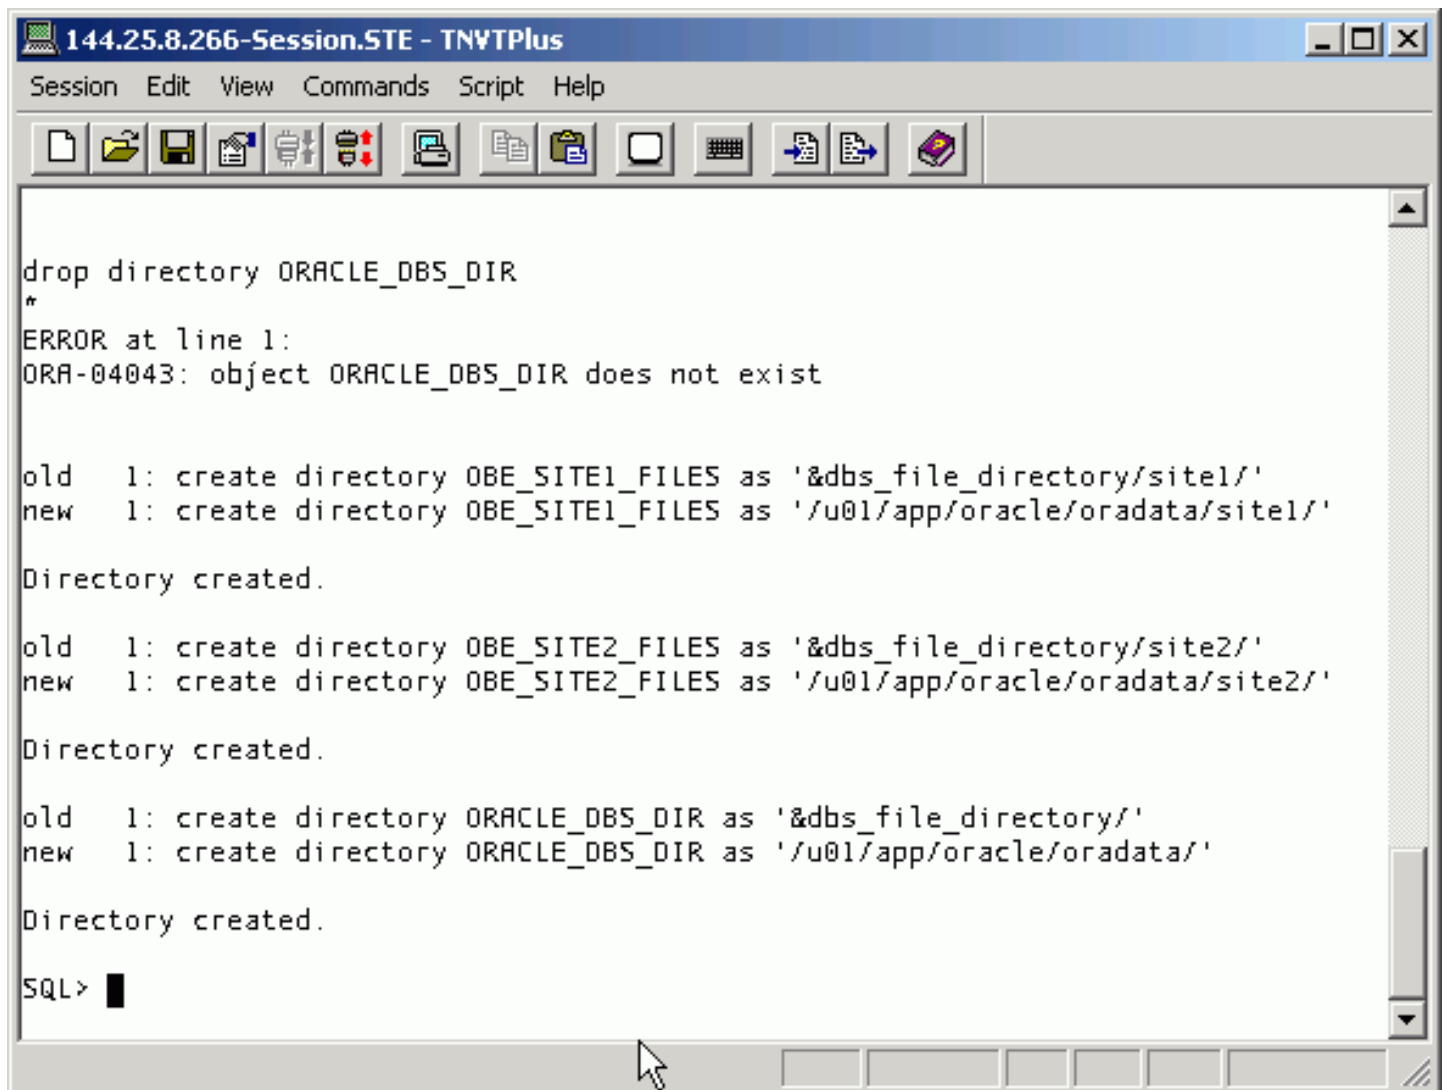 144.25.8.266-Session.STE - TNVTPlus
Session Edit View Commands Script Help
drop directory ORACLE_DBS_DIR
*
ERROR at line 1:
ORA-04043: object ORACLE_DBS_DIR does not exist
old   1: create directory OBE_SITE1_FILES as '&dbs_file_directory/site1/'
new   1: create directory OBE_SITE1_FILES as '/u01/app/oracle/oradata/site1/'
Directory created.
old   1: create directory OBE_SITE2_FILES as '&dbs_file_directory/site2/'
new   1: create directory OBE_SITE2_FILES as '/u01/app/oracle/oradata/site2/'
Directory created.
old   1: create directory ORACLE_DBS_DIR as '&dbs_file_directory/'
new   1: create directory ORACLE_DBS_DIR as '/u01/app/oracle/oradata/'
Directory created.
SQL>